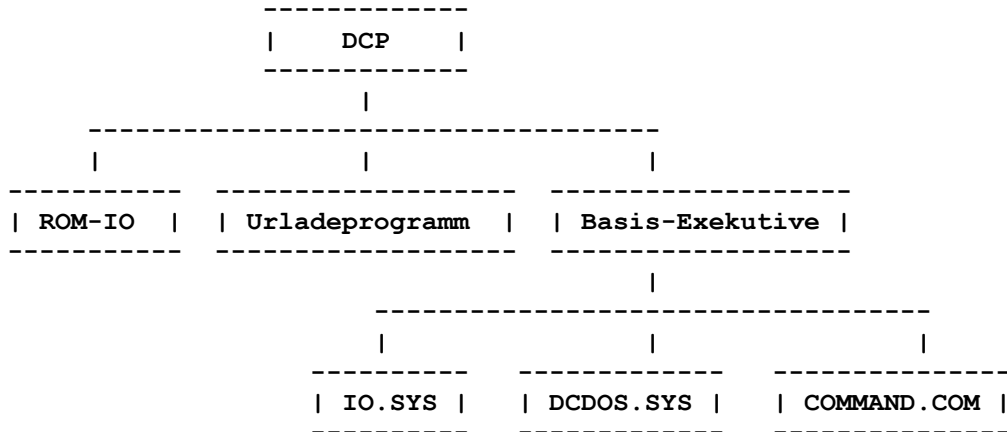 DCP
ROM-IO Urladeprogramm Basis-Exekutive
IO.SYS DCDOS.SYS COMMAND.COM